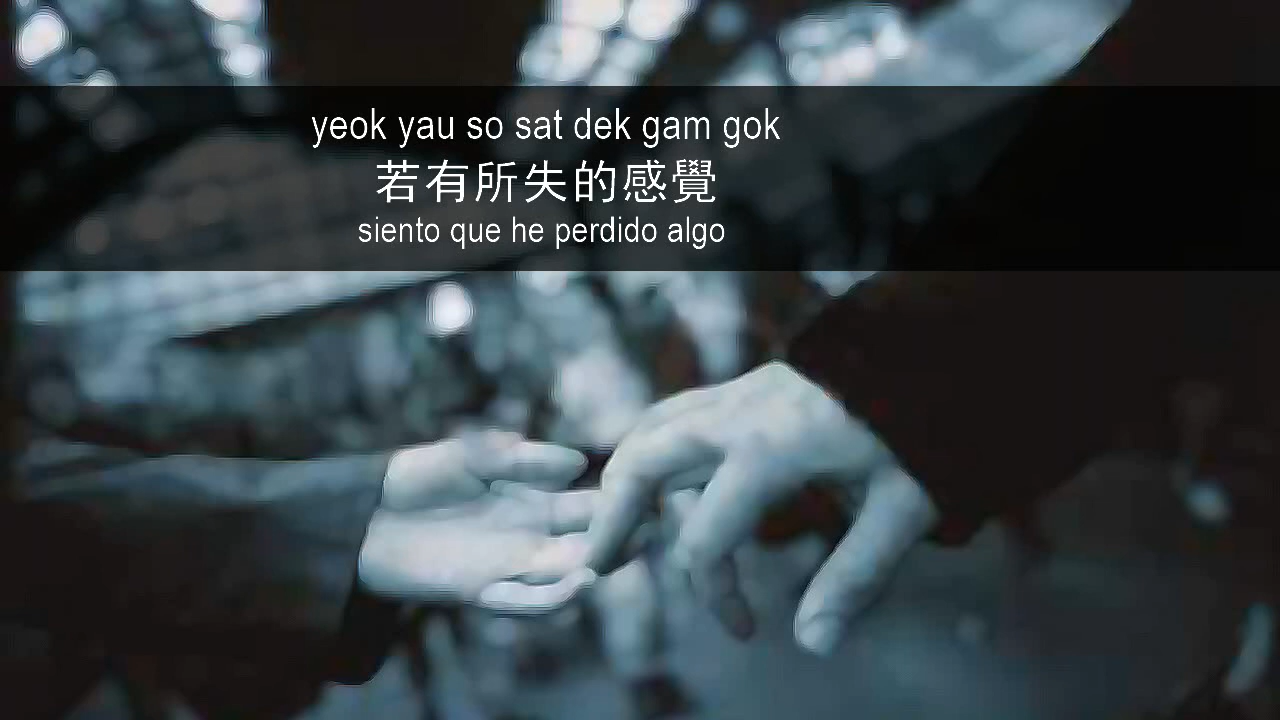 yeok yau so sat dek gam gok
若有所失的感覺
siento que he perdido algo